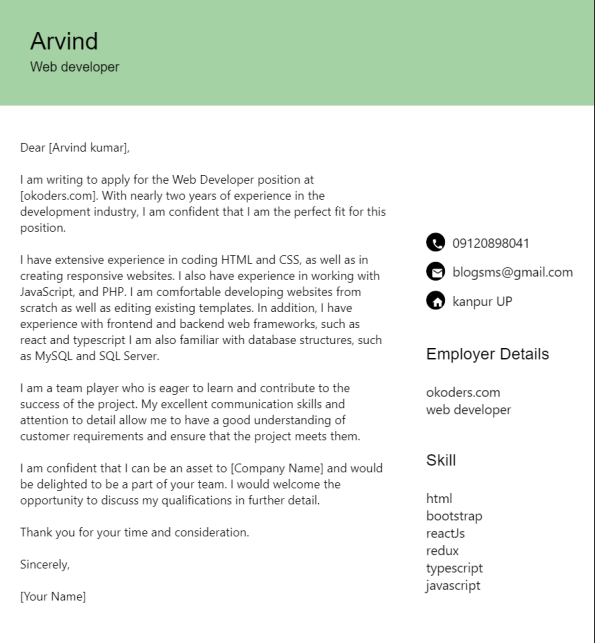 Arvind
Web developer
Dear [Arvind kumar],
I am writing to apply for the Web Developer position at
[okoders.com]. With nearly two years of experience in the
development industry, I am confident that I am the perfect fit for this
position.
I have extensive experience in coding HTML and CSS, as well as in
creating responsive websites. I also have experience in working with
JavaScript, and PHP. I am comfortable developing websites from
scratch as well as editing existing templates. In addition, I have
experience with frontend and backend web frameworks, such as
react and typescript I am also familiar with database structures, such
as MySQL and SQL Server.
I am a team player who is eager to learn and contribute to the
success of the project. My excellent communication skills and
attention to detail allow me to have a good understanding of
customer requirements and ensure that the project meets them.
I am confident that I can be an asset to [Company Name] and would
be delighted to be a part of your team. I would welcome the
opportunity to discuss my qualifications in further detail.
Thank you for your time and consideration.
Sincerely,
[Your Name]
09120898041
blogsms@gmail.com
kanpur UP
Employer Details
okoders.com
web developer
Skill
html
bootstrap
reactJs
redux
typescript
javascript